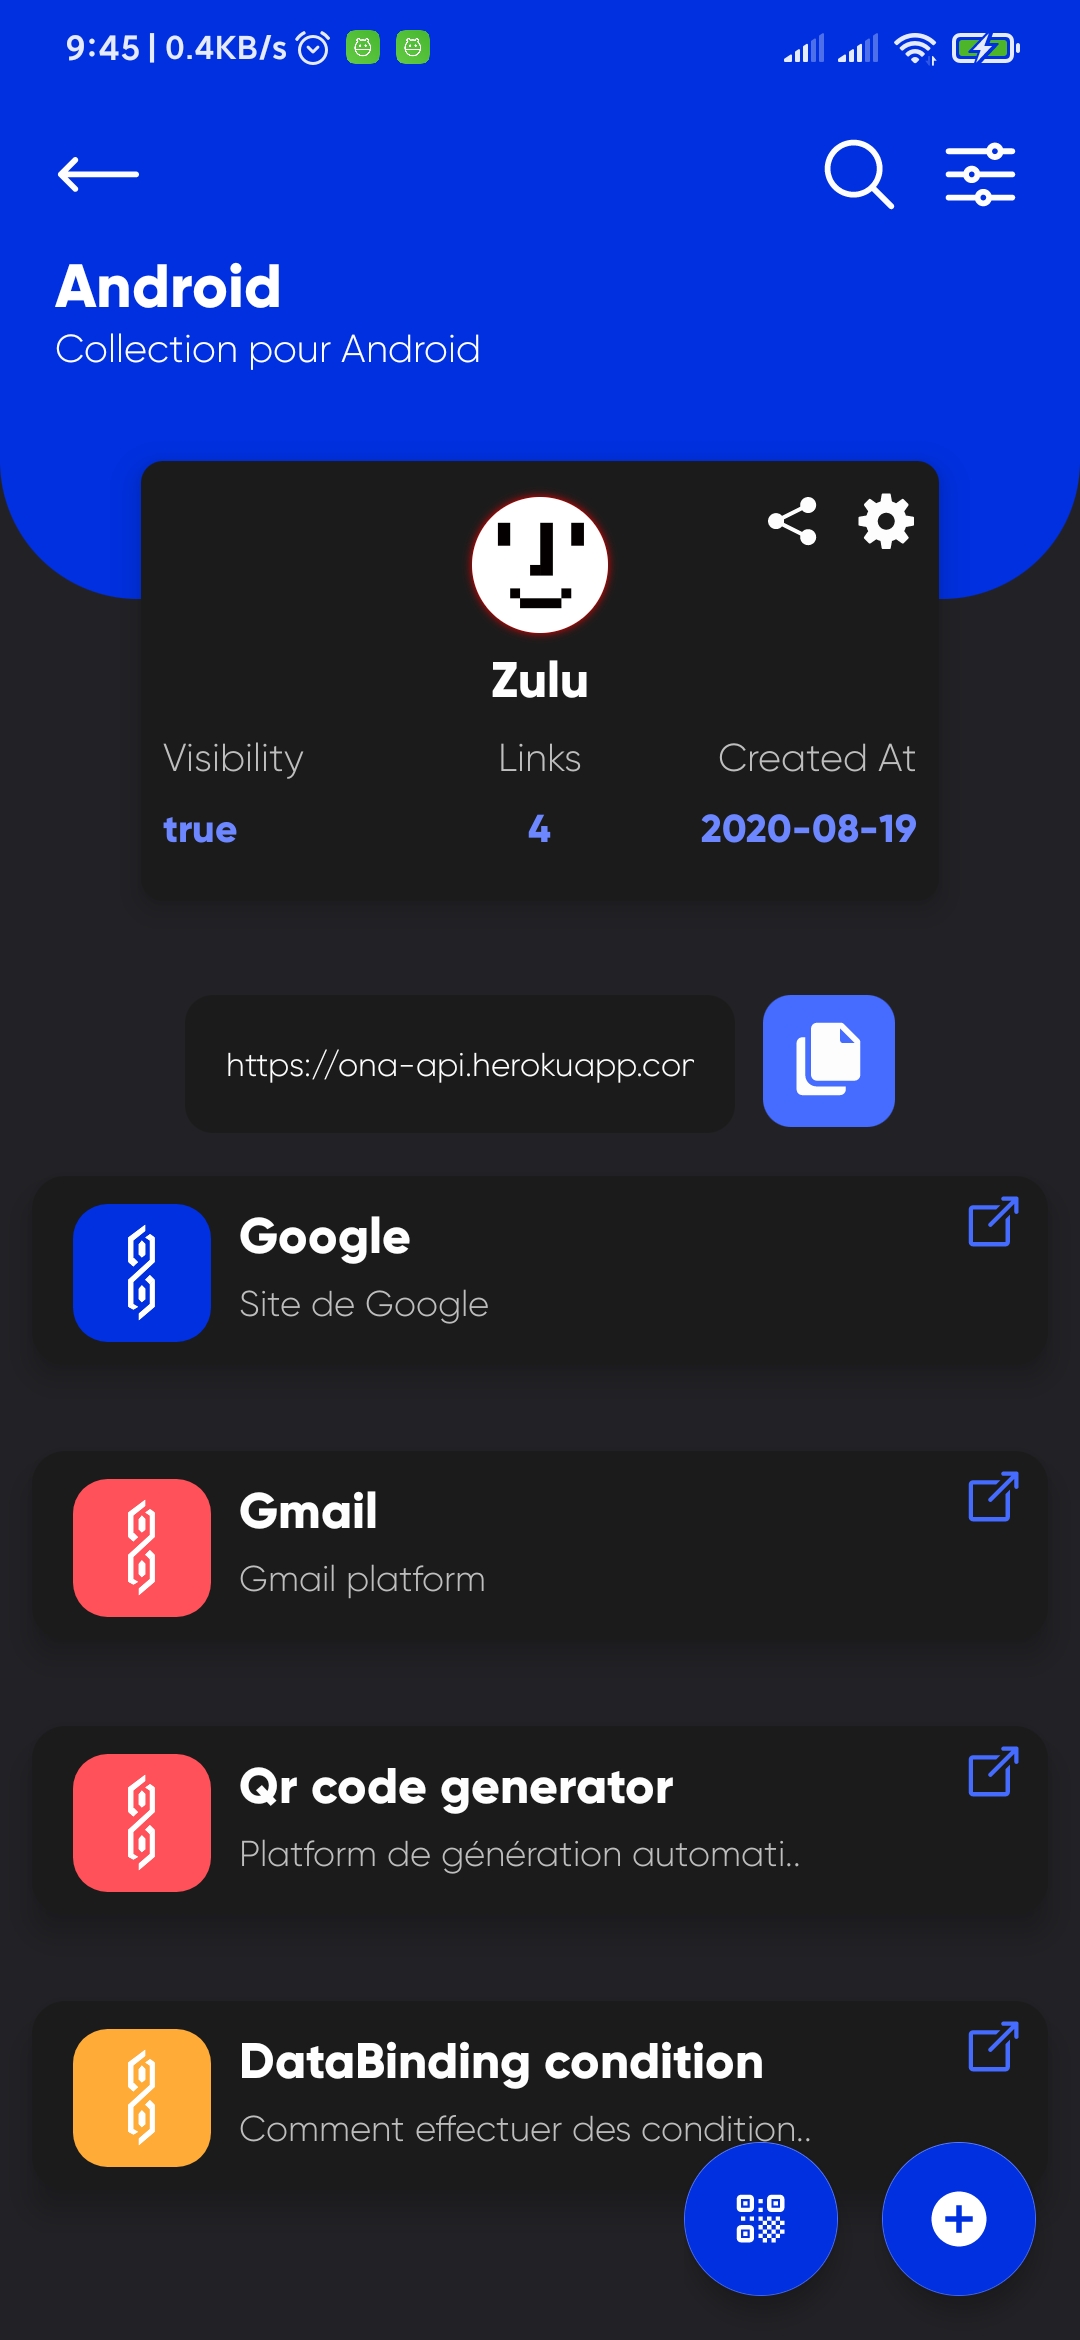 9:45 | 0.4KB/s
Android
Collection pour Android
Zulu
Visibility Links Created At
true 4 2020-08-19
https://ona-api.herokuapp.cor
Google
Site de Google
Gmail
Gmail platform
Qr code generator
Platform de génération automati..
DataBinding condition
Comment effectuer des condition..